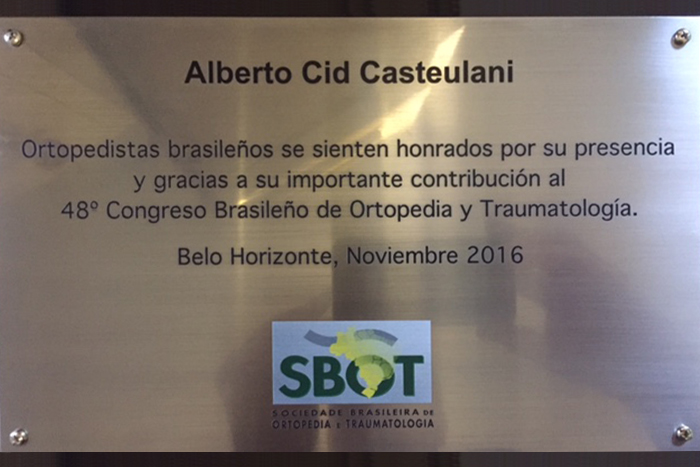 Alberto Cid Casteulani
Ortopedistas brasileños se sienten honrados por su presencia
y gracias a su importante contribución al
48º Congreso Brasileño de Ortopedia y Traumatología.
Belo Horizonte, Noviembre 2016
SBOT
SOCIEDADE BRASILEIRA DE
ORTOPEDIA E TRAUMATOLOGIA